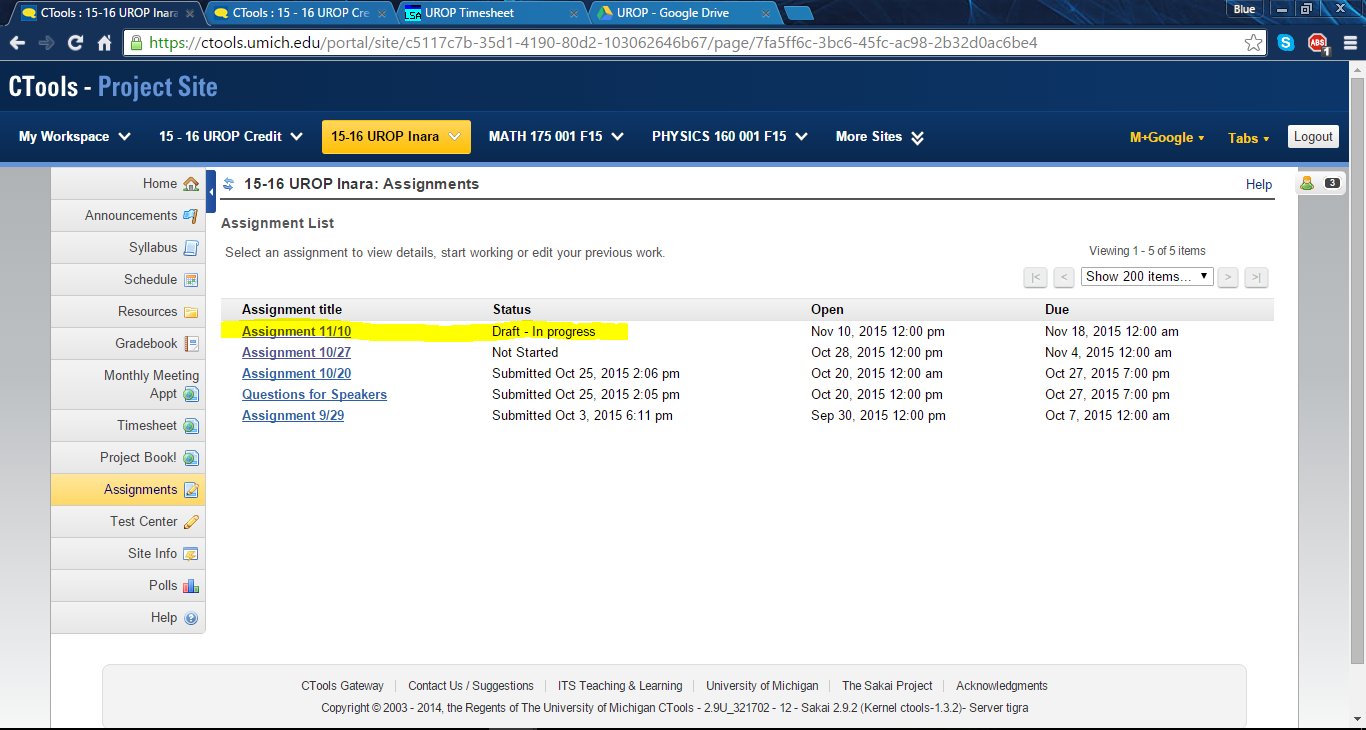 CTools : 15-16 UROP Inara CTools : 15 - 16 UROP Cre UROP Timesheet UROP - Google Drive Blue
https://ctools.umich.edu/portal/site/c5117c7b-35d1-4190-80d2-103062646b67/page/7fa5ff6c-3bc6-45fc-ac98-2b32d0ac6be4
CTools - Project Site
My Workspace 15 - 16 UROP Credit 15-16 UROP Inara MATH 175 001 F15 PHYSICS 160 001 F15 More Sites M+Google Tabs Logout
Home
Announcements
Syllabus
Schedule
Resources
Gradebook
Monthly Meeting
Appt
Timesheet
Project Book!
Assignments
Test Center
Site Info
Polls
Help
15-16 UROP Inara: Assignments Help 3
Assignment List
Select an assignment to view details, start working or edit your previous work. Viewing 1 - 5 of 5 items
|< < Show 200 items... > >|
Assignment title Status Open Due
Assignment 11/10 Draft - In progress Nov 10, 2015 12:00 pm Nov 18, 2015 12:00 am
Assignment 10/27 Not Started Oct 28, 2015 12:00 pm Nov 4, 2015 12:00 am
Assignment 10/20 Submitted Oct 25, 2015 2:06 pm Oct 20, 2015 12:00 am Oct 27, 2015 7:00 pm
Questions for Speakers Submitted Oct 25, 2015 2:05 pm Oct 20, 2015 12:00 pm Oct 27, 2015 7:00 pm
Assignment 9/29 Submitted Oct 3, 2015 6:11 pm Sep 30, 2015 12:00 pm Oct 7, 2015 12:00 am
CTools Gateway Contact Us / Suggestions ITS Teaching & Learning University of Michigan The Sakai Project Acknowledgments
Copyright © 2003 - 2014, the Regents of The University of Michigan CTools - 2.9U_321702 - 12 - Sakai 2.9.2 (Kernel ctools-1.3.2)- Server tigra